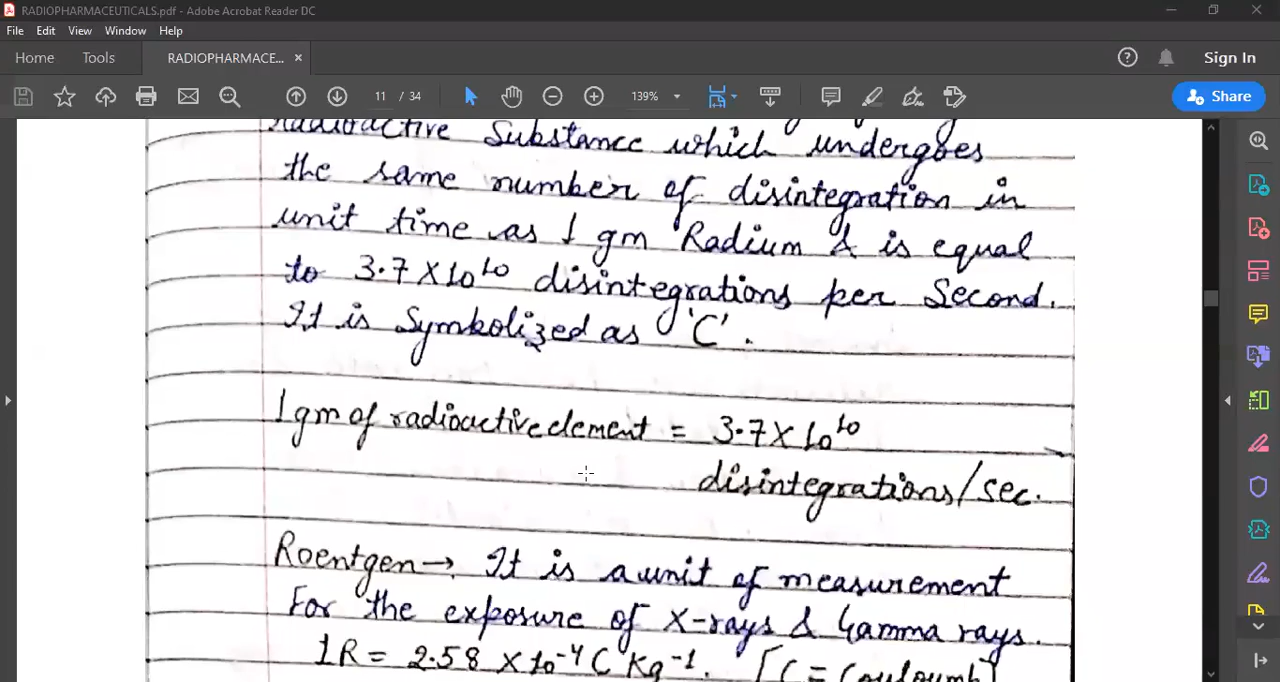 RADIOPHARMACEUTICALS.pdf - Adobe Acrobat Reader DC
File Edit View Window Help
Home Tools RADIOPHARMACE... × Sign In
11 / 34 139% Share
Radioactive Substance which undergoes
the same number of disintegration in
unit time as 1 gm Radium & is equal
to 3.7 X 10¹⁰ disintegrations per Second.
It is Symbolized as 'C'.
1 gm of radioactive element = 3.7 X 10¹⁰
disintegrations/sec.
Roentgen → It is a unit of measurement
For the exposure of X-rays & Gamma rays.
1R = 2.58 X 10⁻⁴ C Kg⁻¹. [C = Couloumb]